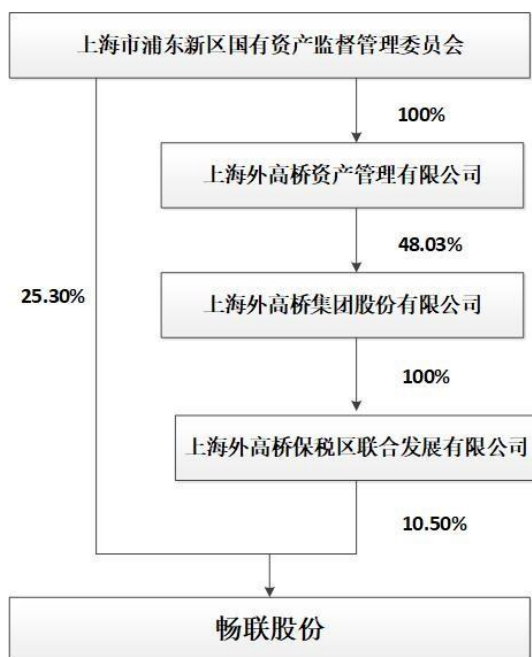 上海市浦东新区国有资产监督管理委员会
100%
上海外高桥资产管理有限公司
48.03%
25.30%
上海外高桥集团股份有限公司
100%
上海外高桥保税区联合发展有限公司
10.50%
畅联股份